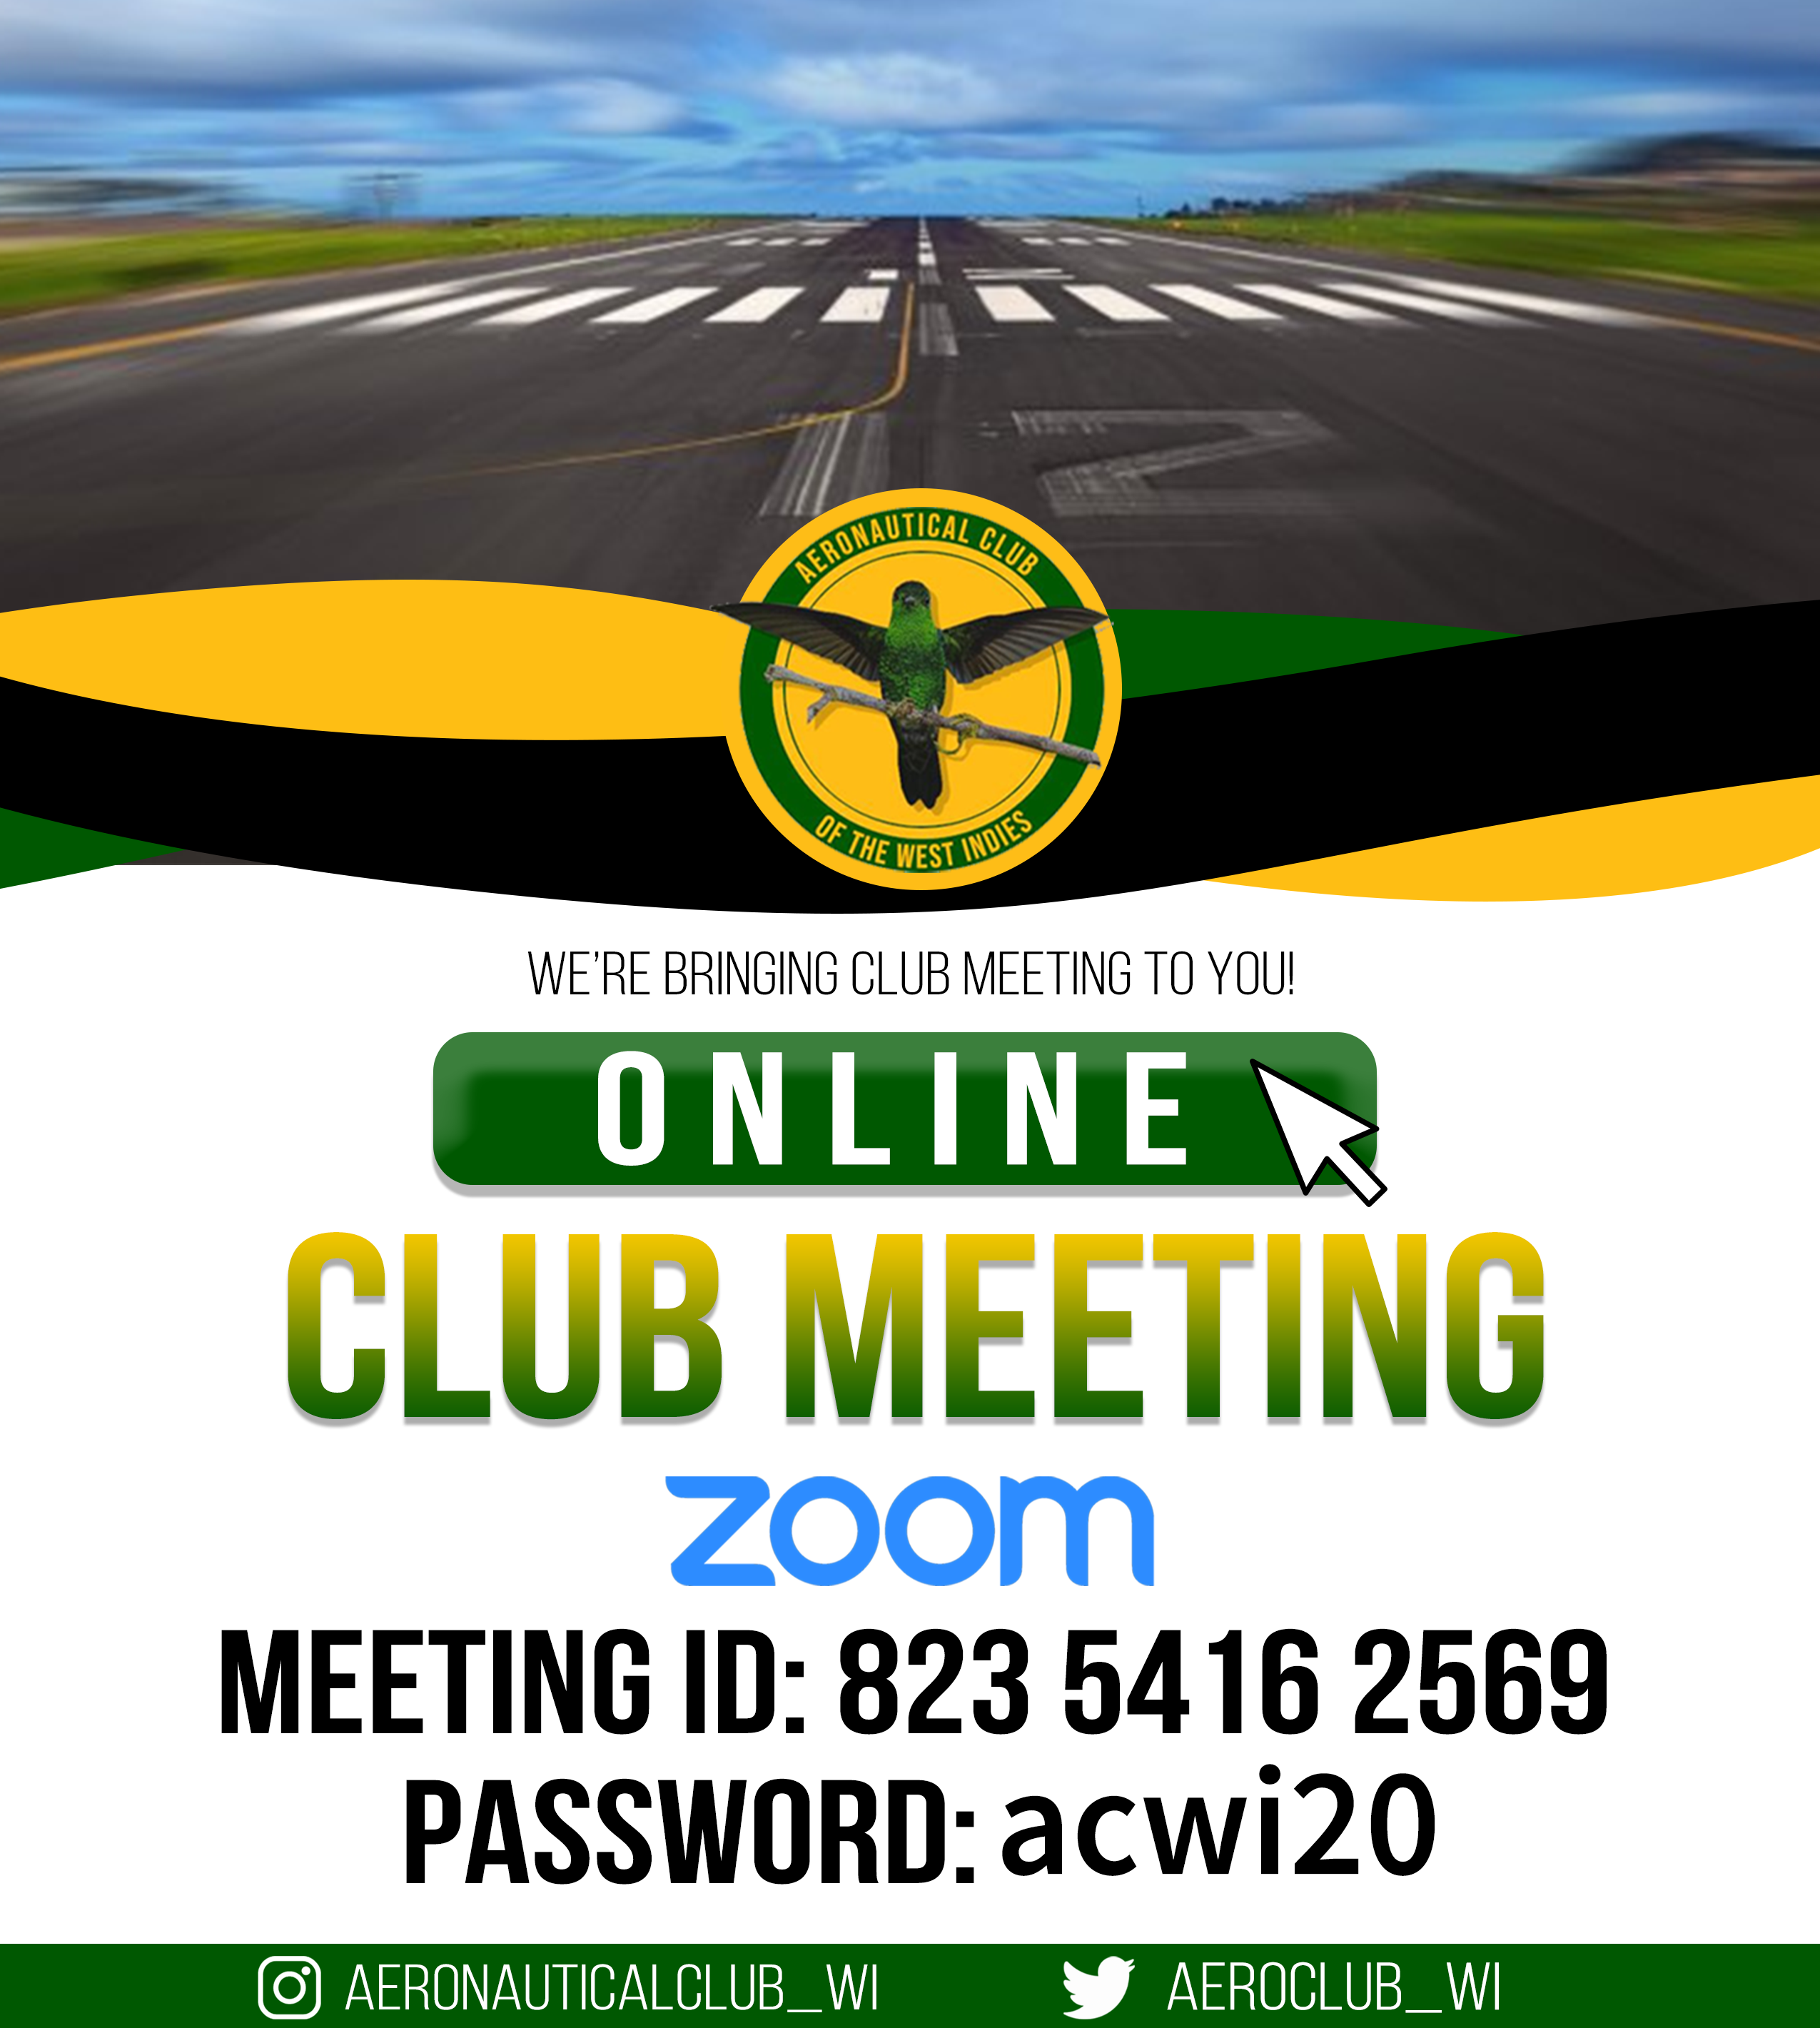 AERONAUTICAL CLUB
OF THE WEST INDIES
WE'RE BRINGING CLUB MEETING TO YOU!
ONLINE
CLUB MEETING
zoom
MEETING ID: 823 5416 2569
PASSWORD: acwi20
AERONAUTICALCLUB_WI
AEROCLUB_WI